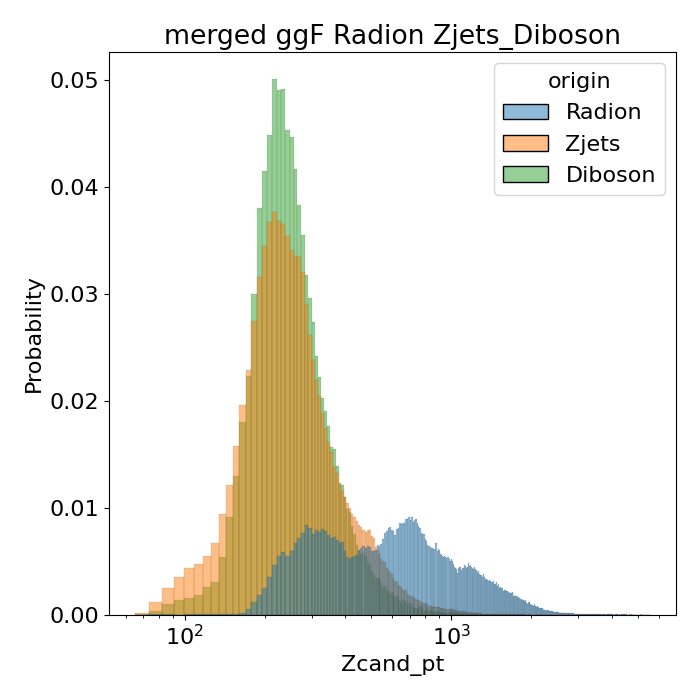 merged ggF Radion Zjets_Diboson
origin
Radion
Zjets
Diboson
Probability
0.05
0.04
0.03
0.02
0.01
0.00
10²
10³
Zcand_pt